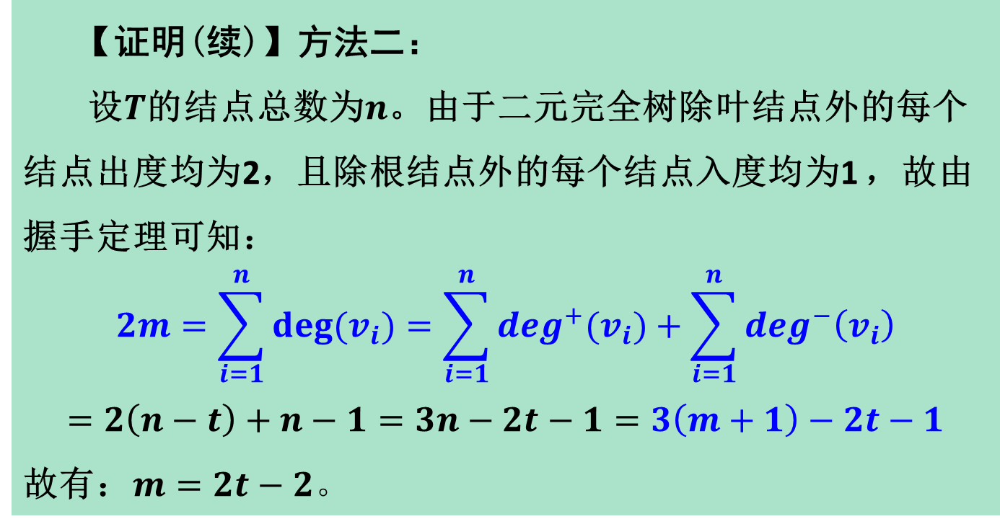 【证明(续)】方法二：
设T的结点总数为n。由于二元完全树除叶结点外的每个
结点出度均为2，且除根结点外的每个结点入度均为1，故由
握手定理可知：
2m = ∑_{i=1}^{n} deg(v_i) = ∑_{i=1}^{n} deg⁺(v_i) + ∑_{i=1}^{n} deg⁻(v_i)
= 2(n − t) + n − 1 = 3n − 2t − 1 = 3(m + 1) − 2t − 1
故有：m = 2t − 2。